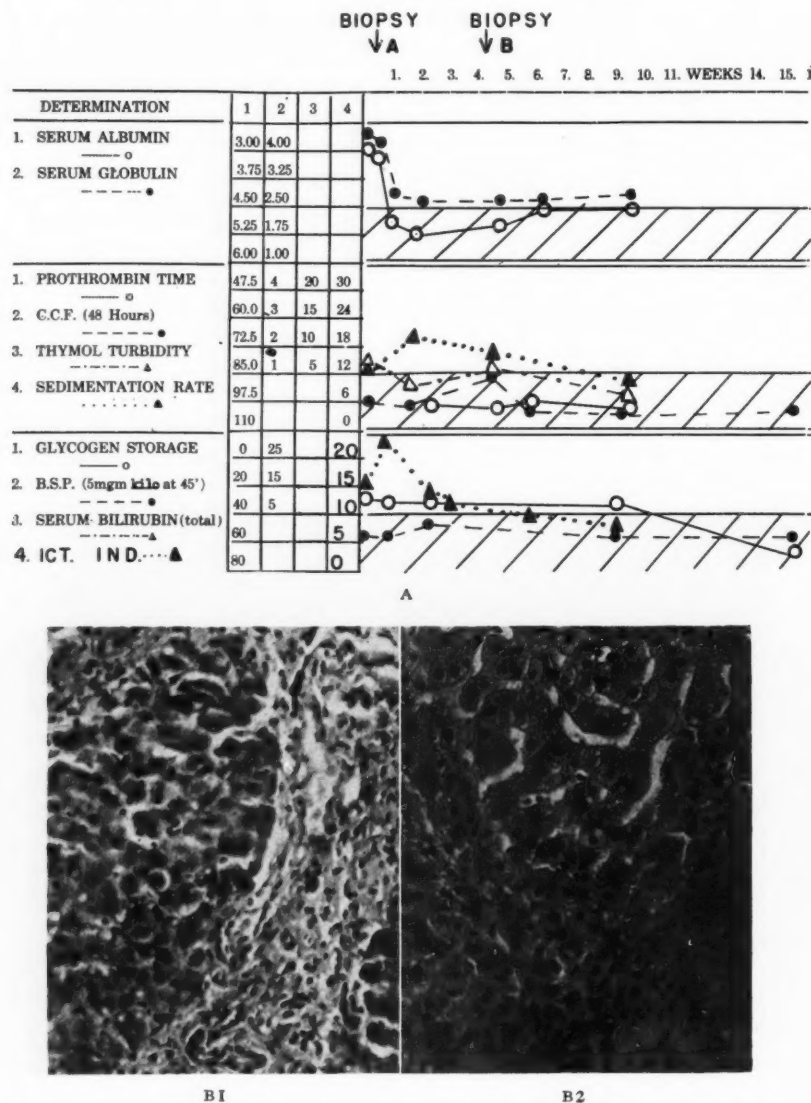 BIOPSY BIOPSY
A B
1. 2. 3. 4. 5. 6. 7. 8. 9. 10. 11. WEEKS 14. 15. 1
DETERMINATION 1 2 3 4
1. SERUM ALBUMIN 3.00 4.00
3.75 3.25
2. SERUM GLOBULIN
4.50 2.50
5.25 1.75
6.00 1.00
1. PROTHROMBIN TIME 47.5 4 20 30
2. C.C.F. (48 Hours) 60.0 3 15 24
72.5 2 10 18
3. THYMOL TURBIDITY
85.0 1 5 12
4. SEDIMENTATION RATE 97.5 6
110 0
1. GLYCOGEN STORAGE 0 25 20
2. B.S.P. (5mgm kilo at 45') 20 15 15
40 5 10
3. SERUM BILIRUBIN (total)
60 5
4. ICT. IND.
80 0
A
B1 B2